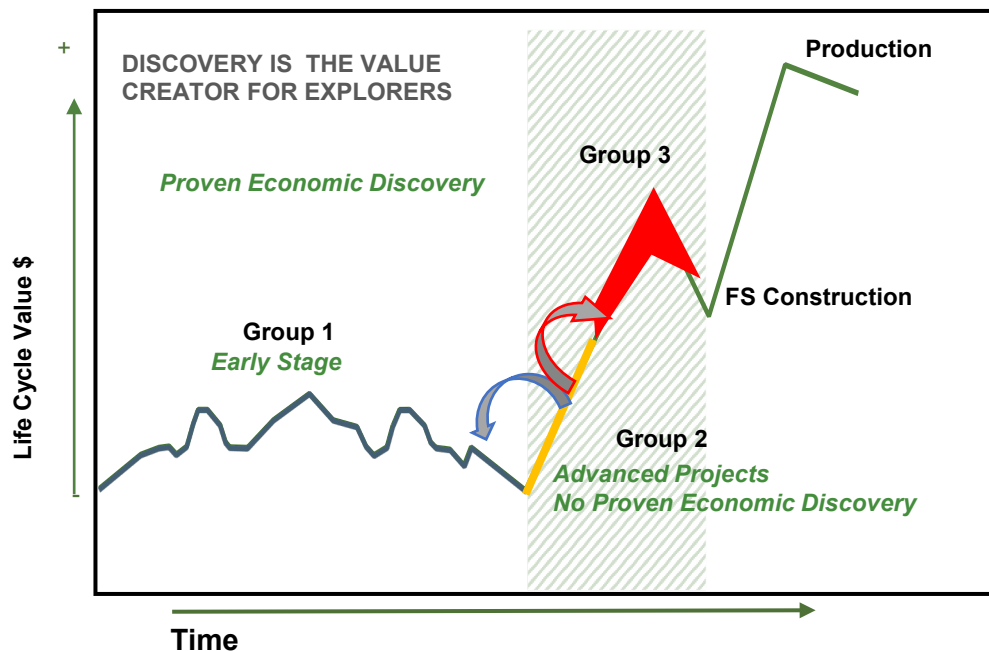 +
DISCOVERY IS THE VALUE
CREATOR FOR EXPLORERS
Production
Group 3
Proven Economic Discovery
Life Cycle Value $
FS Construction
Group 1
Early Stage
Group 2
Advanced Projects
No Proven Economic Discovery
-
Time